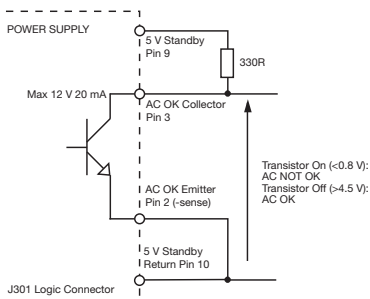 POWER SUPPLY
5 V Standby
Pin 9
330R
Max 12 V 20 mA
AC OK Collector
Pin 3
Transistor On (<0.8 V):
AC NOT OK
Transistor Off (>4.5 V):
AC OK
AC OK Emitter
Pin 2 (-sense)
5 V Standby
Return Pin 10
J301 Logic Connector